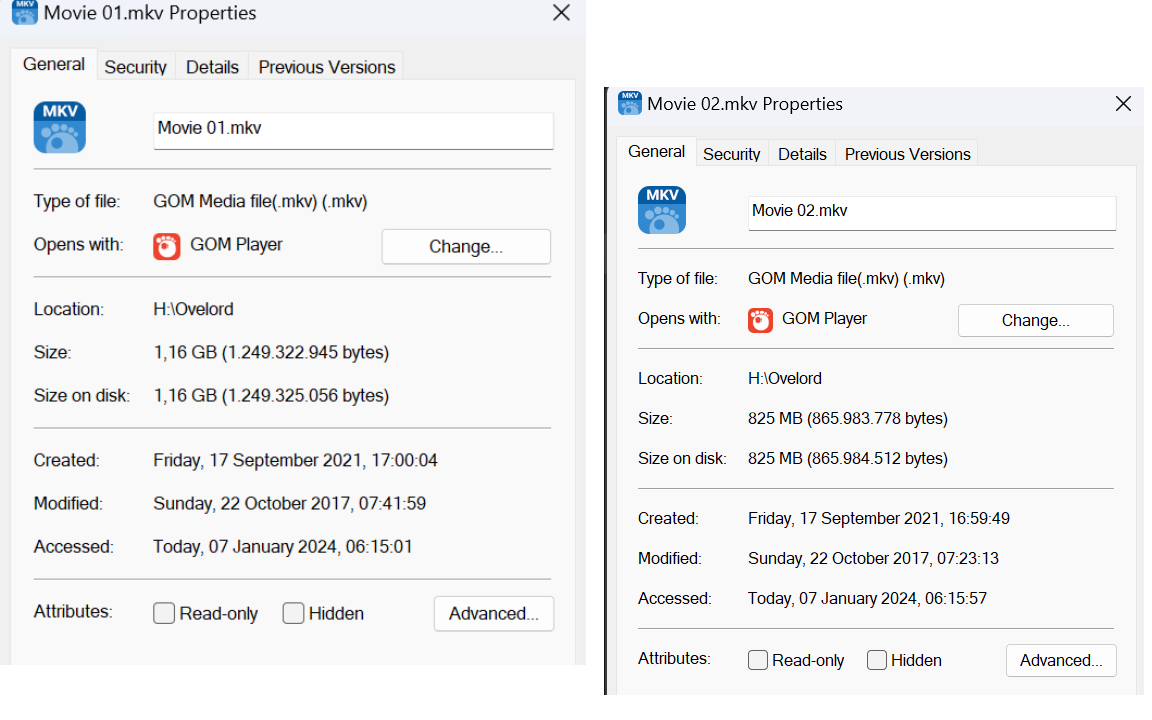 MKV Movie 01.mkv Properties
General Security Details Previous Versions
MKV
Movie 01.mkv
Type of file: GOM Media file(.mkv) (.mkv)
Opens with: GOM Player Change...
Location: H:\Ovelord
Size: 1,16 GB (1.249.322.945 bytes)
Size on disk: 1,16 GB (1.249.325.056 bytes)
Created: Friday, 17 September 2021, 17:00:04
Modified: Sunday, 22 October 2017, 07:41:59
Accessed: Today, 07 January 2024, 06:15:01
Attributes: Read-only Hidden Advanced...
MKV Movie 02.mkv Properties
General Security Details Previous Versions
MKV
Movie 02.mkv
Type of file: GOM Media file(.mkv) (.mkv)
Opens with: GOM Player Change...
Location: H:\Ovelord
Size: 825 MB (865.983.778 bytes)
Size on disk: 825 MB (865.984.512 bytes)
Created: Friday, 17 September 2021, 16:59:49
Modified: Sunday, 22 October 2017, 07:23:13
Accessed: Today, 07 January 2024, 06:15:57
Attributes: Read-only Hidden Advanced...